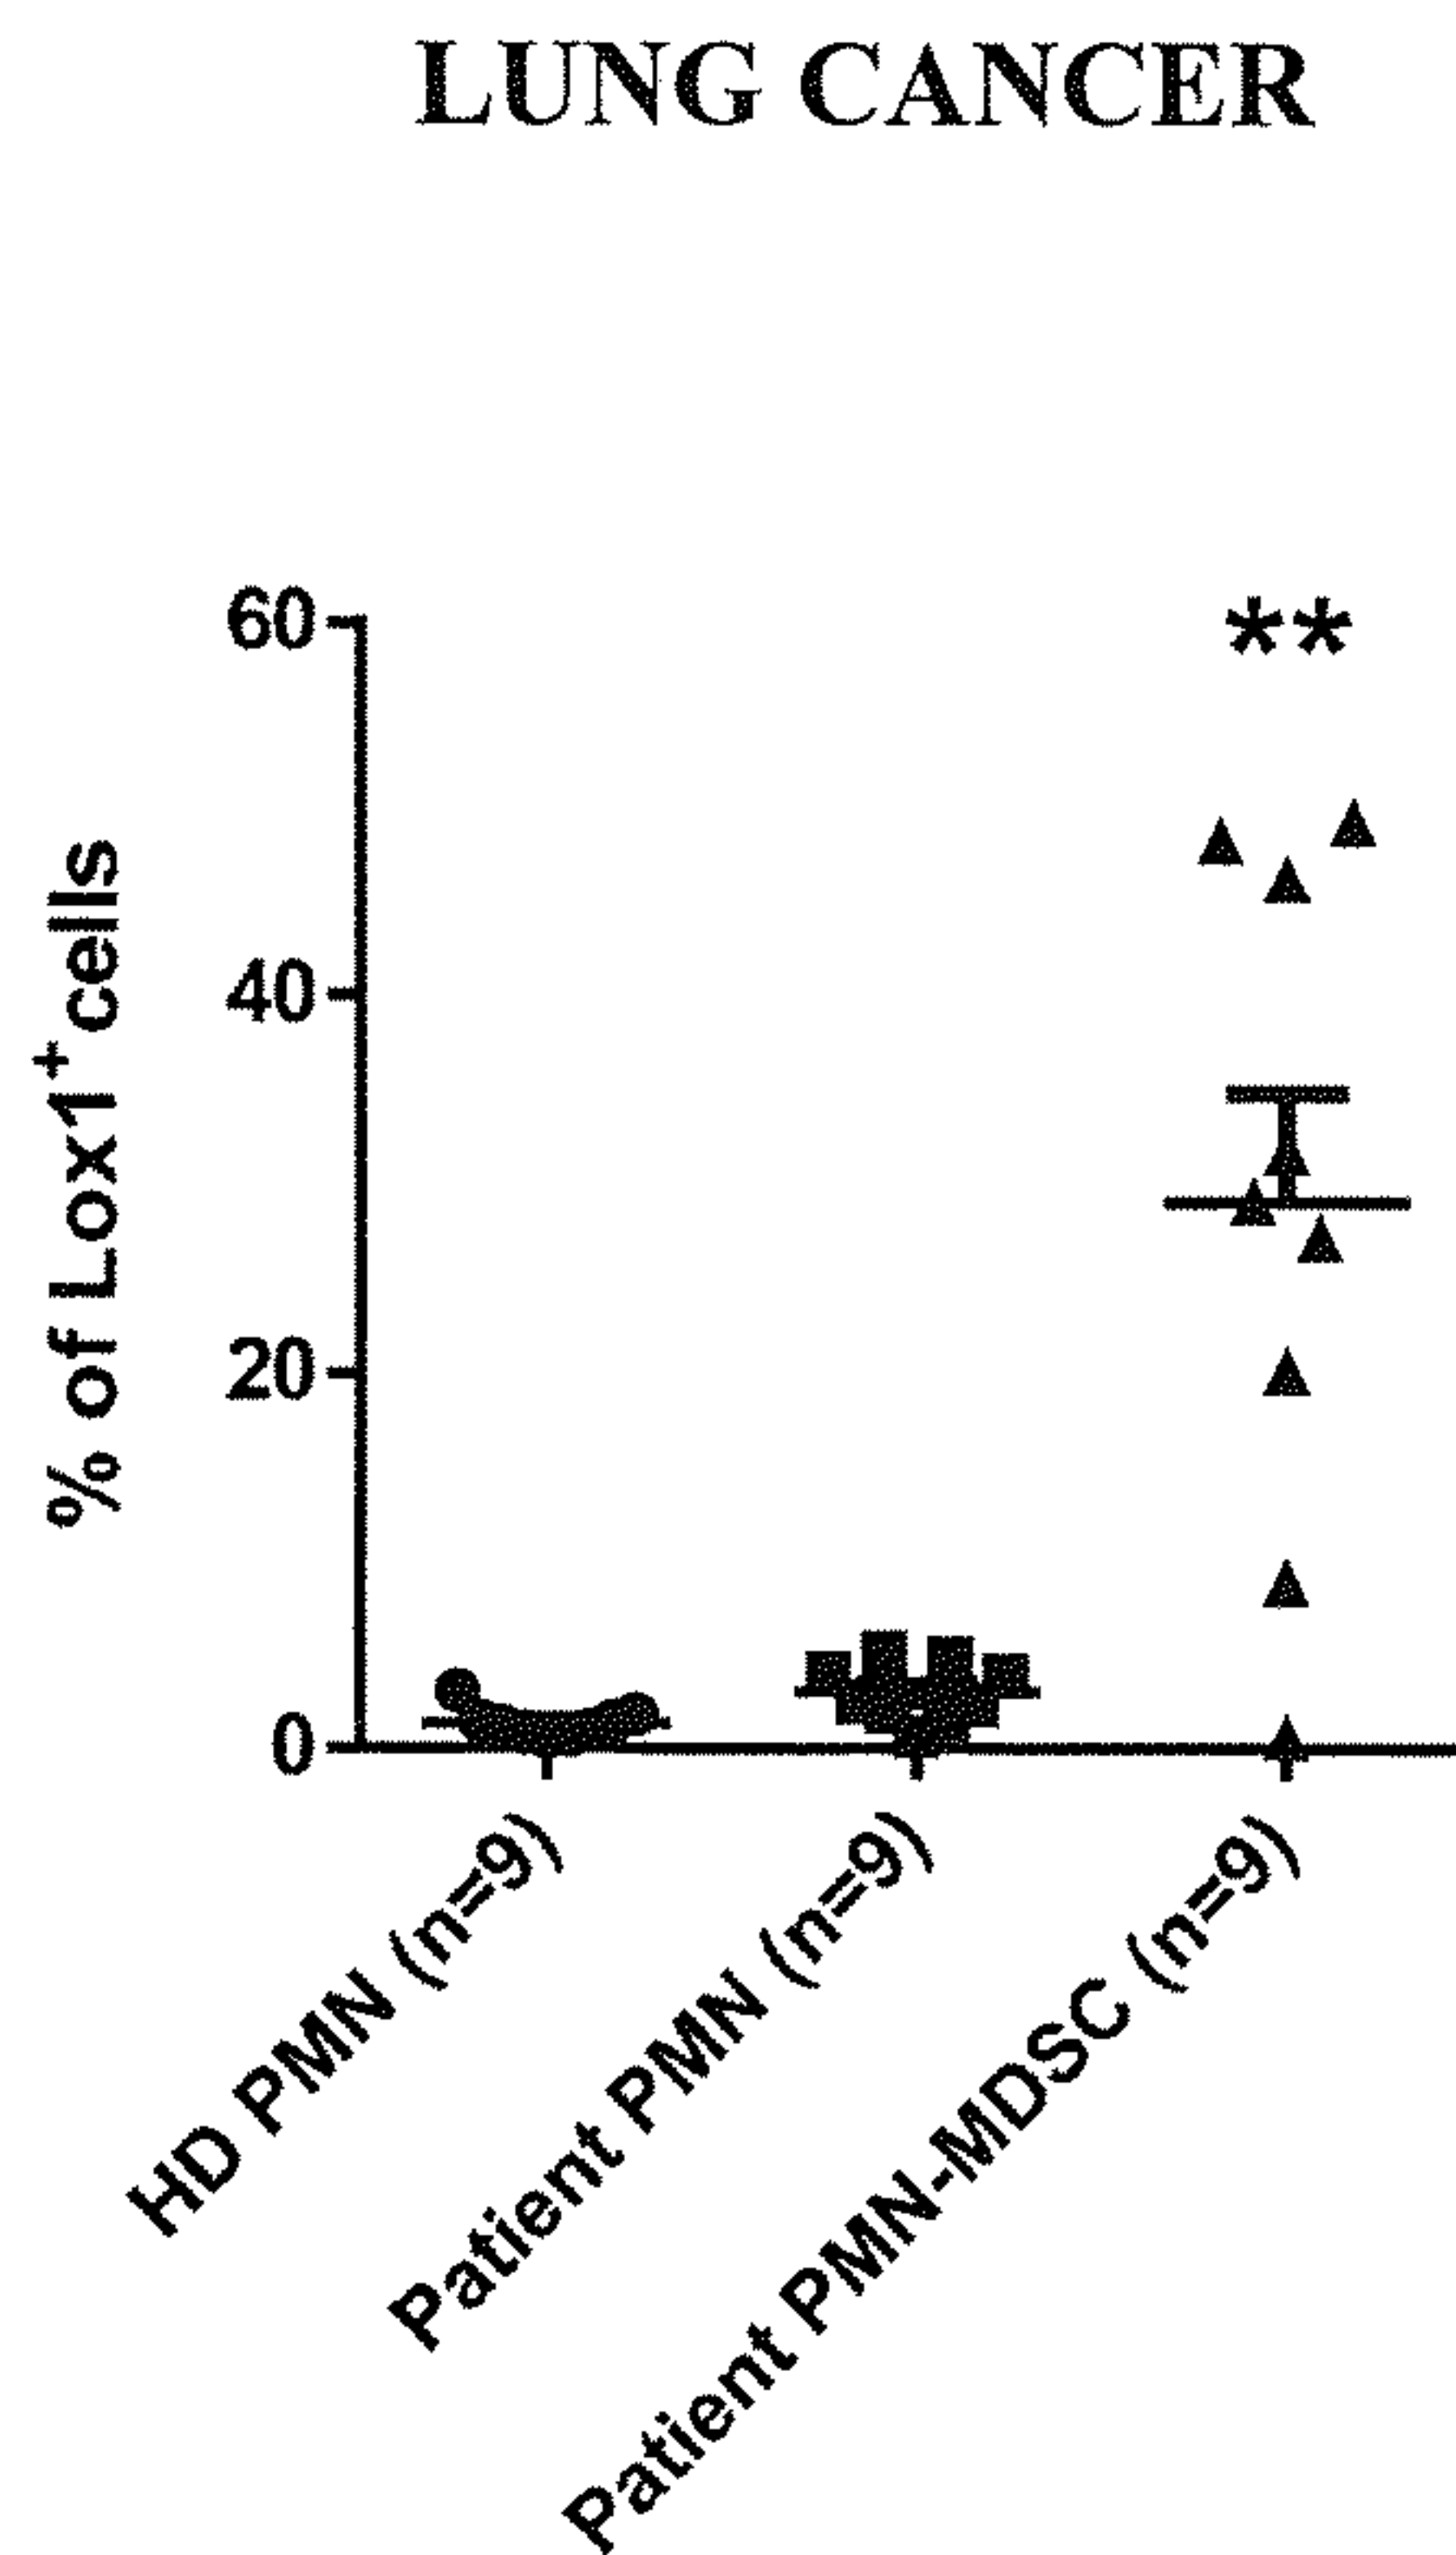 LUNG CANCER
**
60
40
20
0
% of Lox1⁺cells
HD PMN (n=9)
Patient PMN (n=9)
Patient PMN-MDSC (n=9)